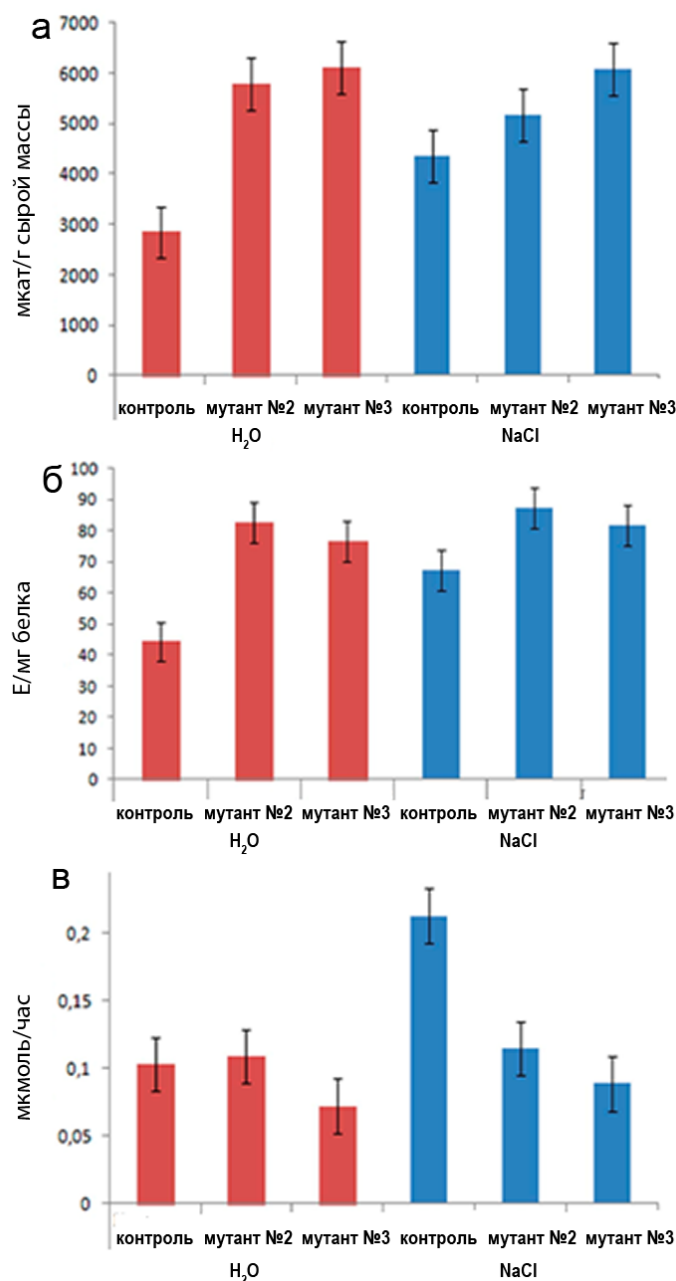 а
7000
6000
5000
4000
3000
2000
1000
0
мкат/г сырой массы
контроль мутант №2 мутант №3 контроль мутант №2 мутант №3
H₂O NaCl
б
100
90
80
70
60
50
40
30
20
10
0
Е/мг белка
контроль мутант №2 мутант №3 контроль мутант №2 мутант №3
H₂O NaCl
в
0,2
0,15
0,1
0,05
0
мкмоль/час
контроль мутант №2 мутант №3 контроль мутант №2 мутант №3
H₂O NaCl